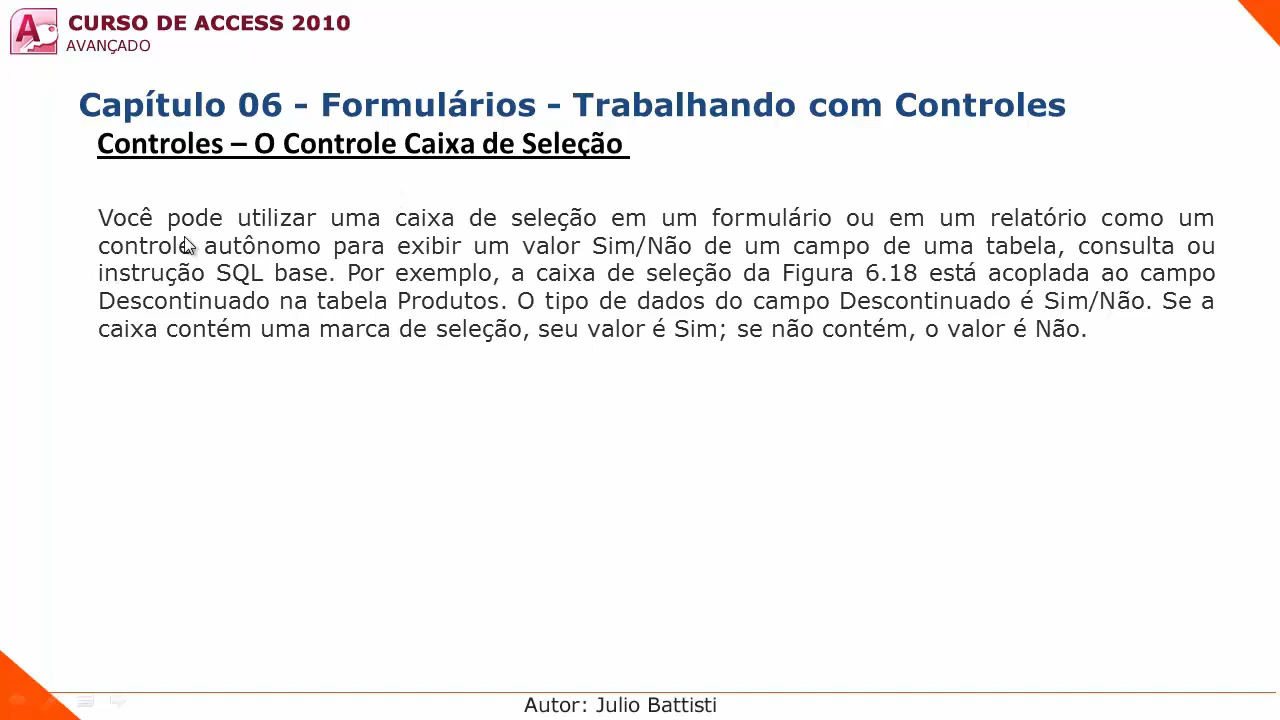 CURSO DE ACCESS 2010
AVANÇADO
Capítulo 06 - Formulários - Trabalhando com Controles
Controles – O Controle Caixa de Seleção
Você pode utilizar uma caixa de seleção em um formulário ou em um relatório como um
controle autônomo para exibir um valor Sim/Não de um campo de uma tabela, consulta ou
instrução SQL base. Por exemplo, a caixa de seleção da Figura 6.18 está acoplada ao campo
Descontinuado na tabela Produtos. O tipo de dados do campo Descontinuado é Sim/Não. Se a
caixa contém uma marca de seleção, seu valor é Sim; se não contém, o valor é Não.
Autor: Julio Battisti